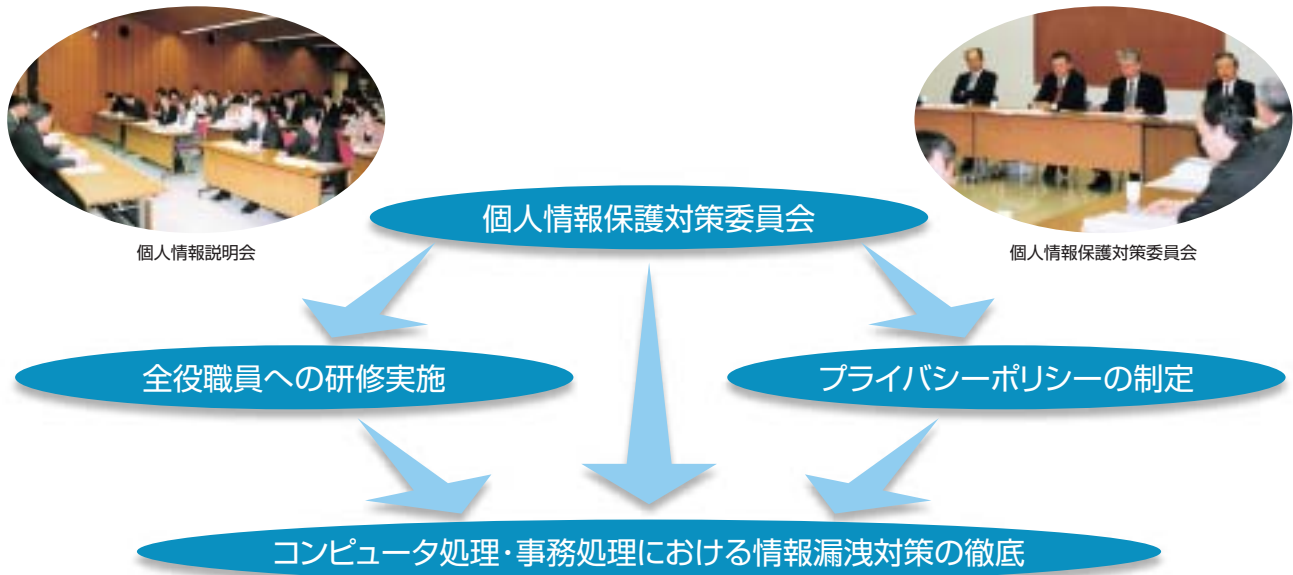 個人情報説明会
個人情報保護対策委員会
個人情報保護対策委員会
全役職員への研修実施
プライバシーポリシーの制定
コンピュータ処理・事務処理における情報漏洩対策の徹底